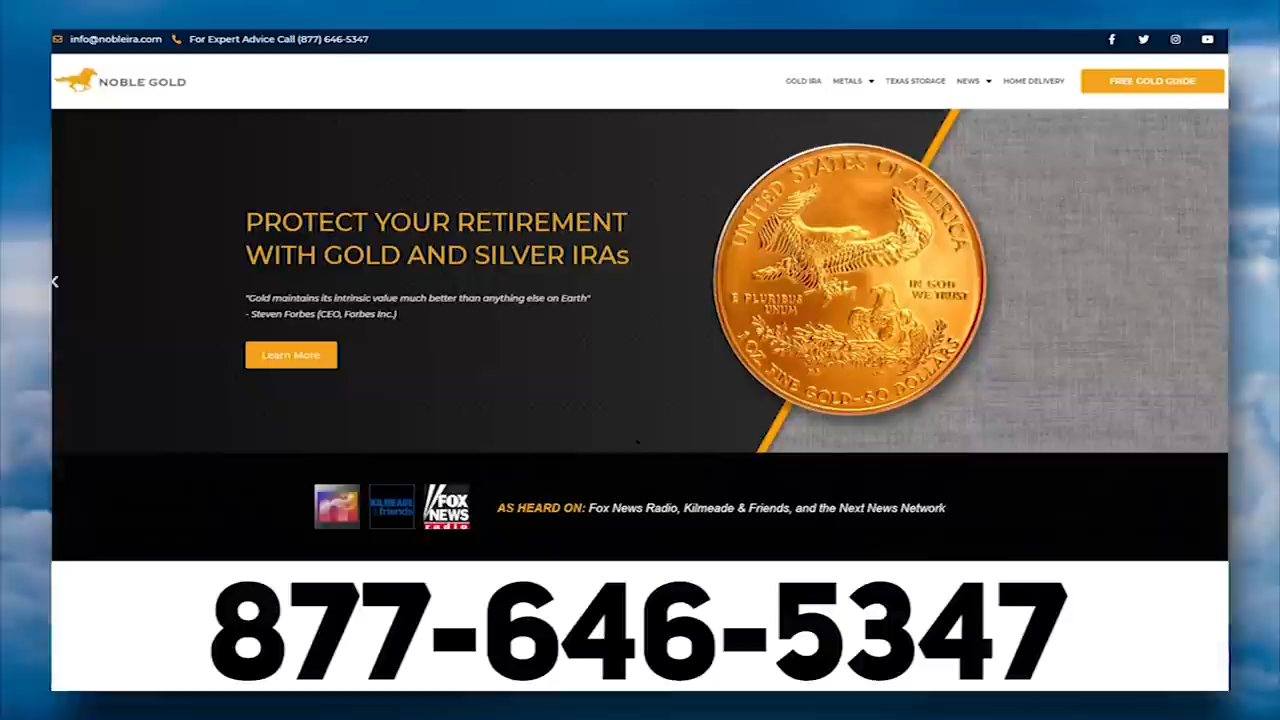 info@nobleira.com
For Expert Advice Call (877) 646-5347
NOBLE GOLD
GOLD IRA
METALS
TEXAS STORAGE
NEWS
HOME DELIVERY
FREE GOLD GUIDE
PROTECT YOUR RETIREMENT
WITH GOLD AND SILVER IRAs
"Gold maintains its intrinsic value much better than anything else on Earth"
- Steven Forbes (CEO, Forbes Inc.)
Learn More
UNITED STATES OF AMERICA
E PLURIBUS
UNUM
IN GOD
WE TRUST
1 OZ. FINE GOLD~50 DOLLARS
KILMEADE
& friends
FOX
NEWS
radio
AS HEARD ON: Fox News Radio, Kilmeade & Friends, and the Next News Network
877-646-5347